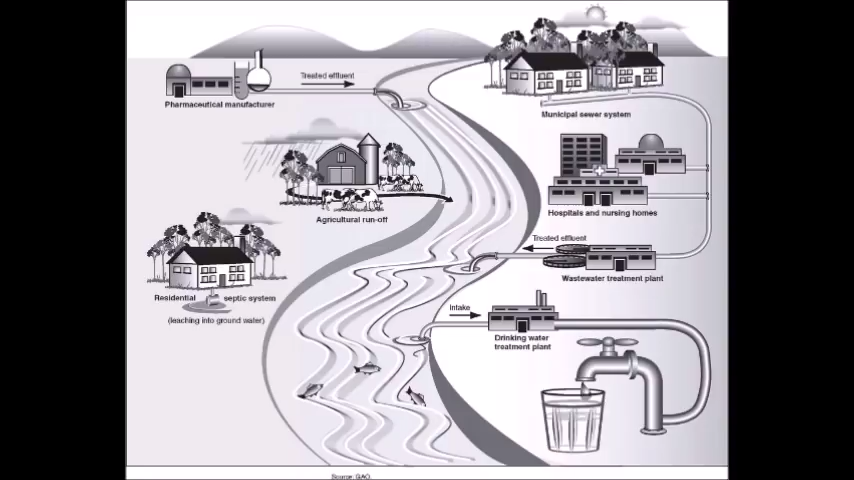 Treated effluent
Pharmaceutical manufacturer
Municipal sewer system
Agricultural run-off
Hospitals and nursing homes
Treated effluent
Wastewater treatment plant
Residential septic system
(leaching into ground water)
Intake
Drinking water
treatment plant
Source: GAO.